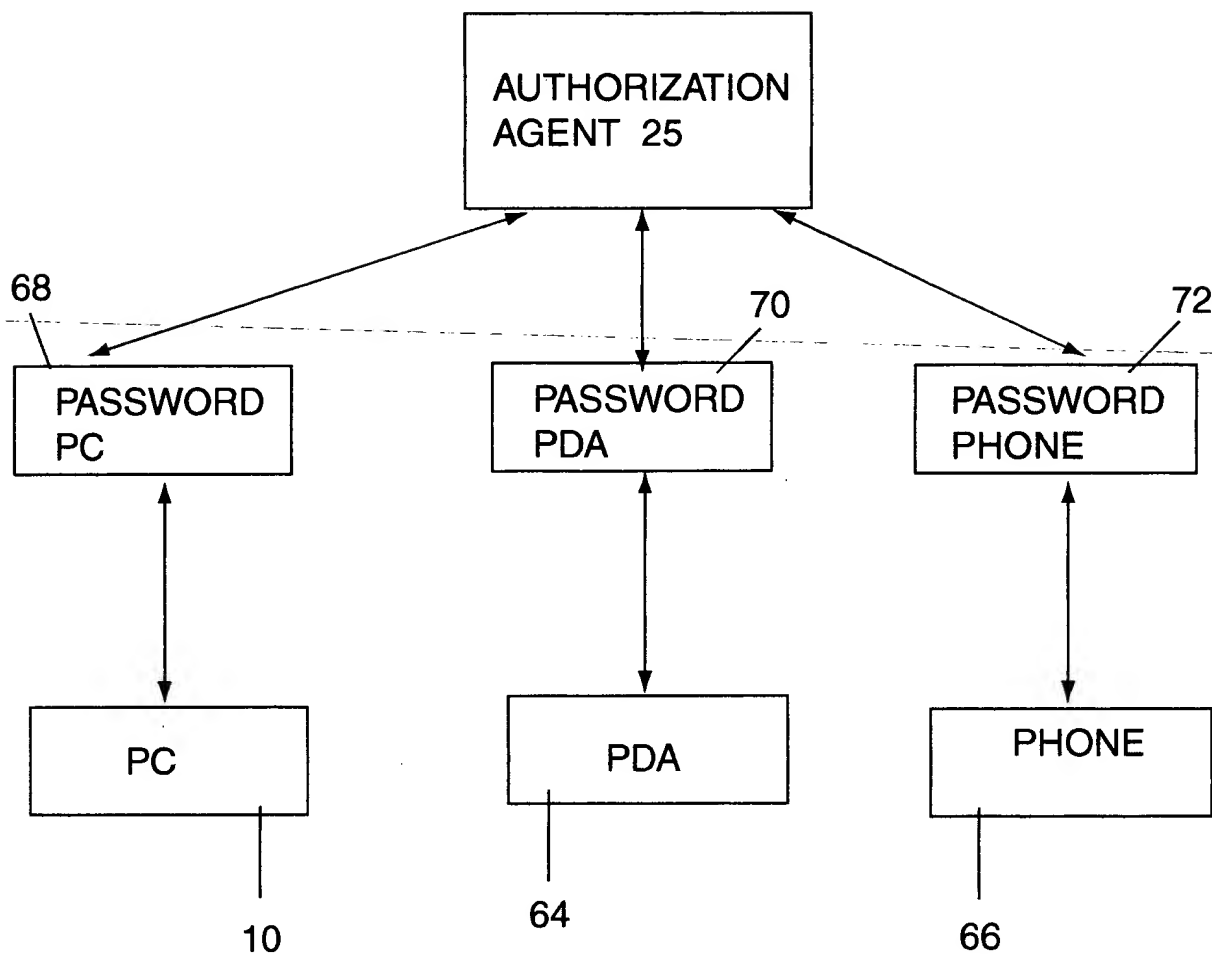 AUTHORIZATION
AGENT 25
68
70
72
PASSWORD
PC
PASSWORD
PDA
PASSWORD
PHONE
PC
PDA
PHONE
10
64
66